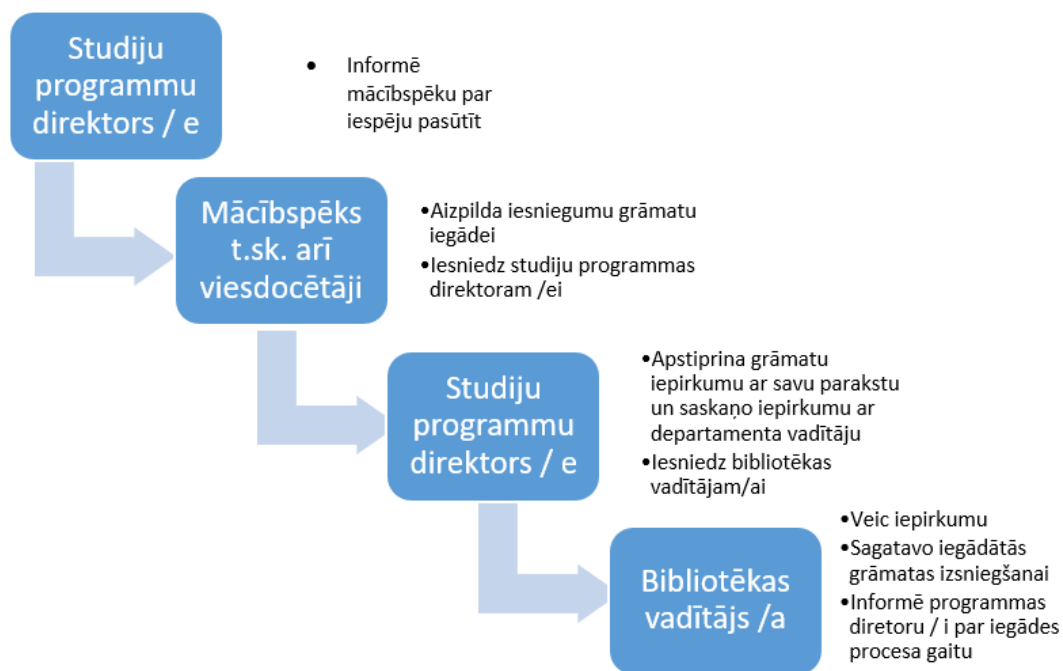 Studiju
programmu
direktors / e
• Informē
mācībspēku par
iespēju pasūtīt
Mācībspēks
t.sk. arī
viesdocētāji
•Aizpilda iesniegumu grāmatu
iegādei
•Iesniedz studiju programmas
direktoram /ei
Studiju
programmu
direktors / e
•Apstiprina grāmatu
iepirkumu ar savu parakstu
un saskaņo iepirkumu ar
departamenta vadītāju
•Iesniedz bibliotēkas
vadītājam/ai
Bibliotēkas
vadītājs /a
•Veic iepirkumu
•Sagatavo iegādātās
grāmatas izsniegšanai
•Informē programmas
diretoru / i par iegādes
procesa gaitu